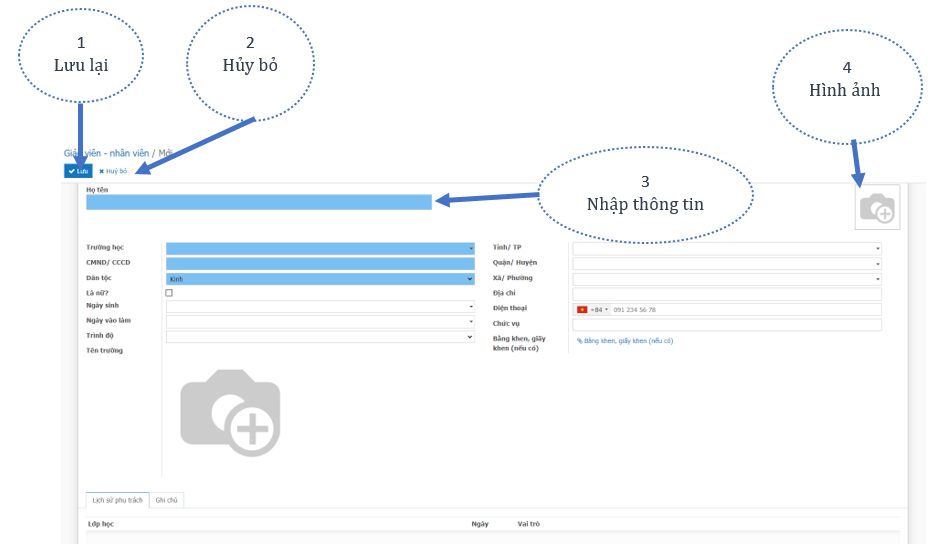 1
Lưu lại
2
Hủy bỏ
4
Hình ảnh
Giáo viên - nhân viên / Mới
Lưu
Huỷ bỏ
3
Nhập thông tin
Họ tên
Trường học
CMND/ CCCD
Dân tộc
Kinh
Là nữ?
Ngày sinh
Ngày vào làm
Trình độ
Tên trường
Tỉnh/ TP
Quận/ Huyện
Xã/ Phường
Địa chỉ
Điện thoại
+84
091 234 56 78
Chức vụ
Bằng khen, giấy
khen (nếu có)
Bằng khen, giấy khen (nếu có)
Lịch sử phụ trách
Ghi chú
Lớp học
Ngày
Vai trò